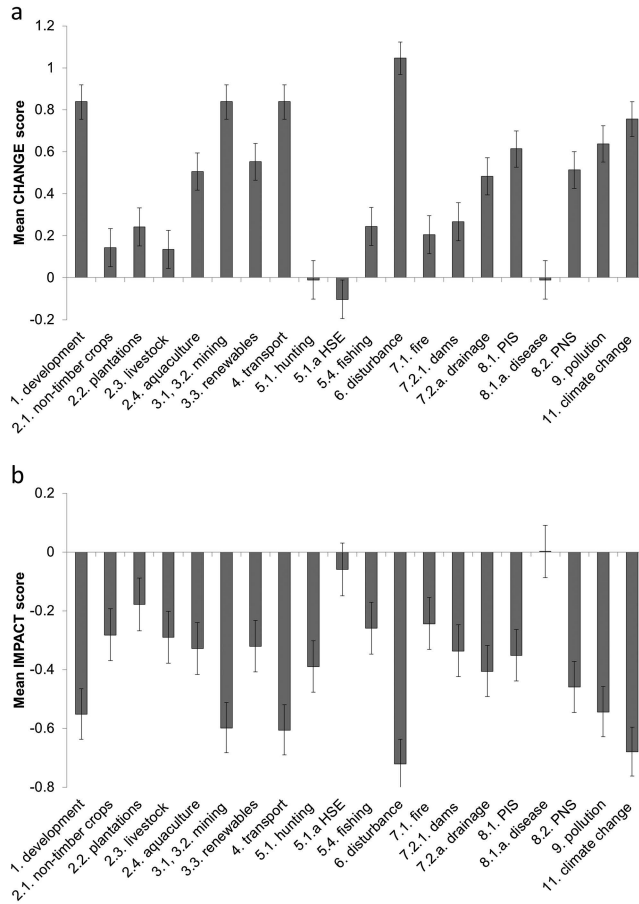 a
Mean CHANGE score
1.2
1
0.8
0.6
0.4
0.2
0
-0.2
1. development
2.1. non-timber crops
2.2. plantations
2.3. livestock
2.4. aquaculture
3.1, 3.2. mining
3.3. renewables
4. transport
5.1. hunting
5.1.a HSE
5.4. fishing
6. disturbance
7.1. fire
7.2.1. dams
7.2.a. drainage
8.1. PIS
8.1.a. disease
8.2. PNS
9. pollution
11. climate change
b
Mean IMPACT score
0.2
0
-0.2
-0.4
-0.6
-0.8
1. development
2.1. non-timber crops
2.2. plantations
2.3. livestock
2.4. aquaculture
3.1, 3.2. mining
3.3. renewables
4. transport
5.1. hunting
5.1.a HSE
5.4. fishing
6. disturbance
7.1. fire
7.2.1. dams
7.2.a. drainage
8.1. PIS
8.1.a. disease
8.2. PNS
9. pollution
11. climate change